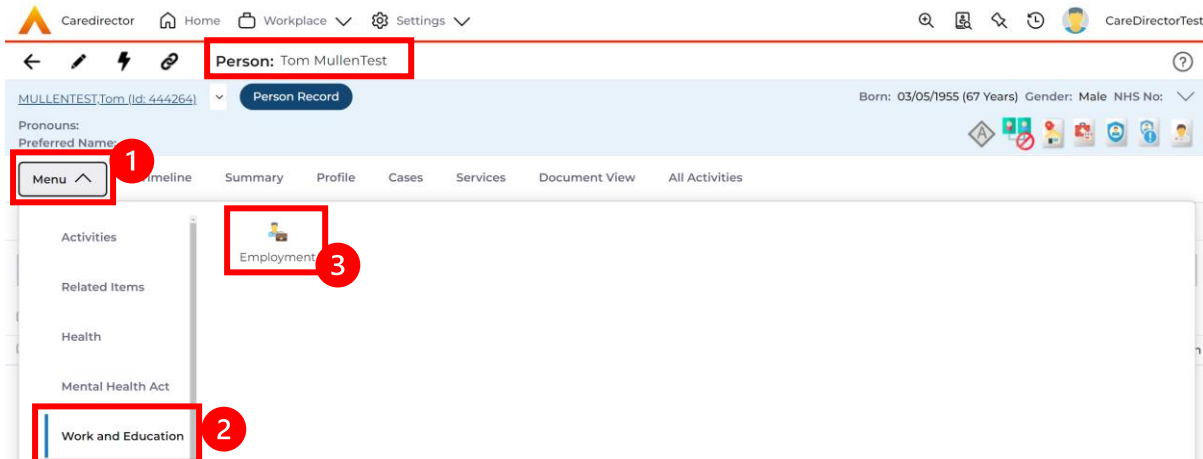 Caredirector Home Workplace Settings CareDirectorTest
Person: Tom MullenTest
MULLENTEST,Tom (Id: 444264) Person Record Born: 03/05/1955 (67 Years) Gender: Male NHS No:
Pronouns:
Preferred Name:
1
Menu Timeline Summary Profile Cases Services Document View All Activities
Activities
Employment
3
Related Items
Health
Mental Health Act
Work and Education
2